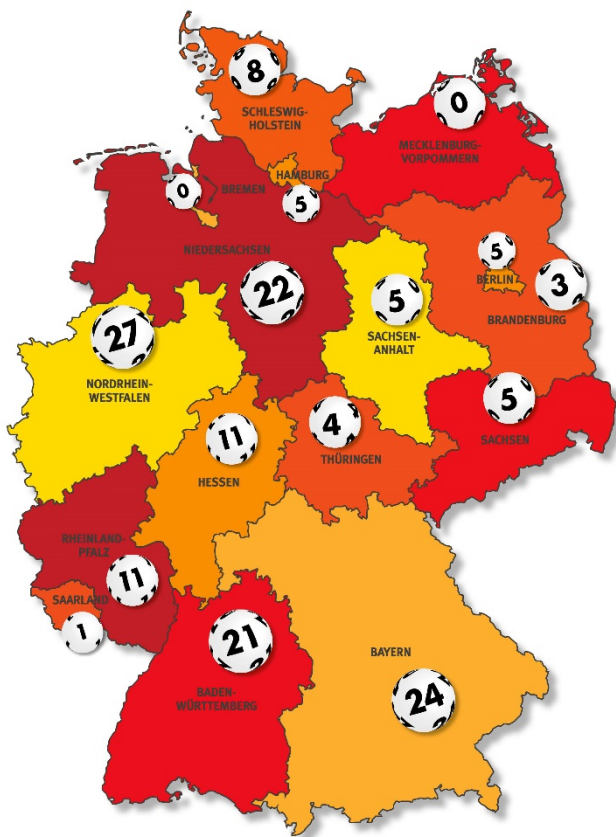 8
SCHLESWIG-
HOLSTEIN
0
MECKLENBURG-
VORPOMMERN
HAMBURG
5
0
BREMEN
NIEDERSACHSEN
22
5
BERLIN
3
BRANDENBURG
5
SACHSEN-
ANHALT
27
NORDRHEIN-
WESTFALEN
11
HESSEN
4
THÜRINGEN
5
SACHSEN
RHEINLAND-
PFALZ
11
SAARLAND
1
21
BADEN-
WÜRTTEMBERG
BAYERN
24